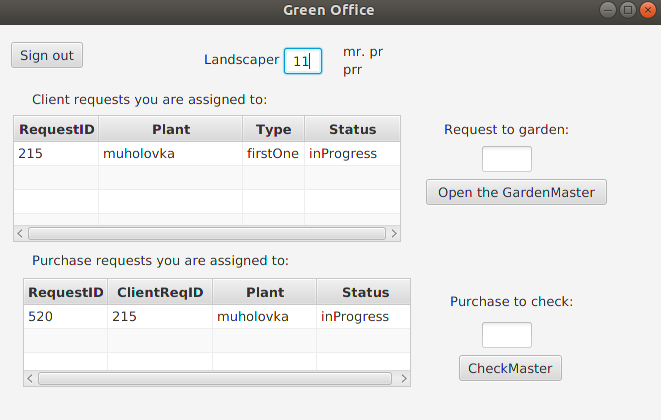 Green Office
Sign out
Landscaper 11 mr. pr
prr
Client requests you are assigned to:
RequestID Plant Type Status
215 muholovka firstOne inProgress
Request to garden:
Open the GardenMaster
Purchase requests you are assigned to:
RequestID ClientReqID Plant Status
520 215 muholovka inProgress
Purchase to check:
CheckMaster